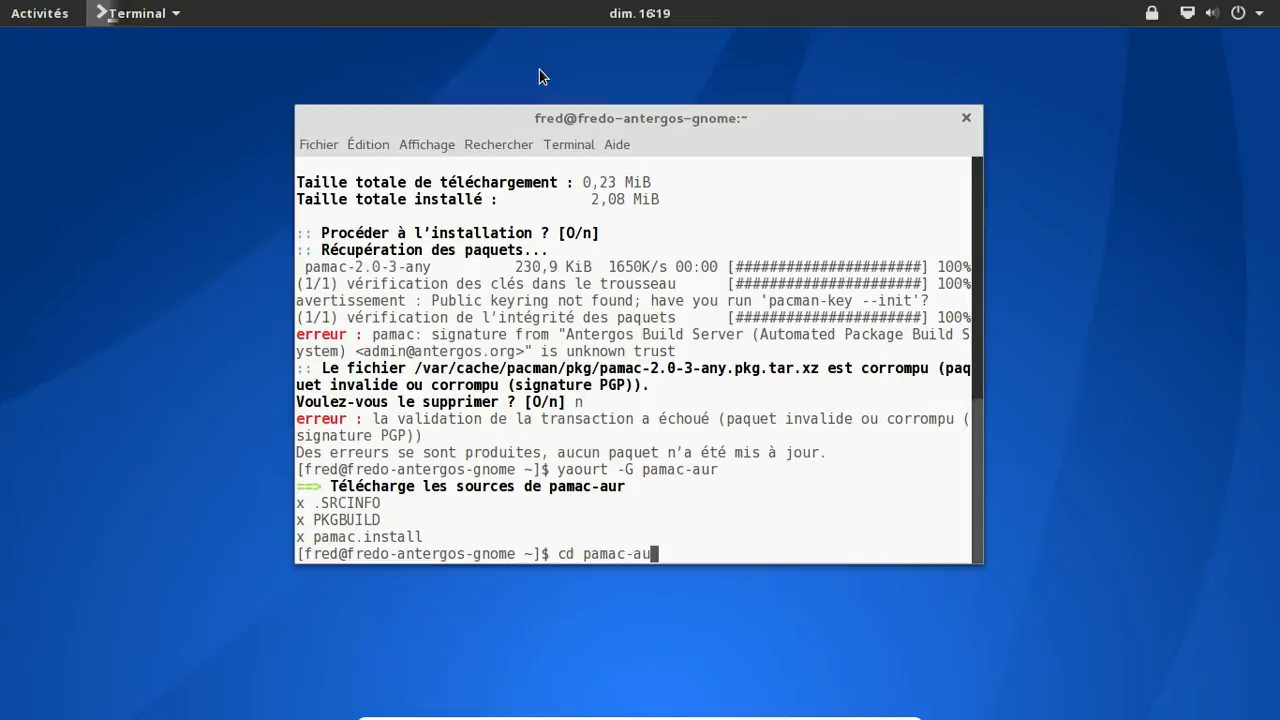 Activités
Terminal
dim. 16:19
fred@fredo-antergos-gnome:~
Fichier Édition Affichage Rechercher Terminal Aide
Taille totale de téléchargement : 0,23 MiB
Taille totale installé : 2,08 MiB
:: Procéder à l’installation ? [O/n]
:: Récupération des paquets...
pamac-2.0-3-any 230,9 KiB 1650K/s 00:00 [######################] 100%
(1/1) vérification des clés dans le trousseau [######################] 100%
avertissement : Public keyring not found; have you run 'pacman-key --init'?
(1/1) vérification de l’intégrité des paquets [######################] 100%
erreur : pamac: signature from "Antergos Build Server (Automated Package Build S
ystem) <admin@antergos.org>" is unknown trust
:: Le fichier /var/cache/pacman/pkg/pamac-2.0-3-any.pkg.tar.xz est corrompu (paq
uet invalide ou corrompu (signature PGP)).
Voulez-vous le supprimer ? [O/n] n
erreur : la validation de la transaction a échoué (paquet invalide ou corrompu (
signature PGP))
Des erreurs se sont produites, aucun paquet n’a été mis à jour.
[fred@fredo-antergos-gnome ~]$ yaourt -G pamac-aur
==> Télécharge les sources de pamac-aur
x .SRCINFO
x PKGBUILD
x pamac.install
[fred@fredo-antergos-gnome ~]$ cd pamac-au